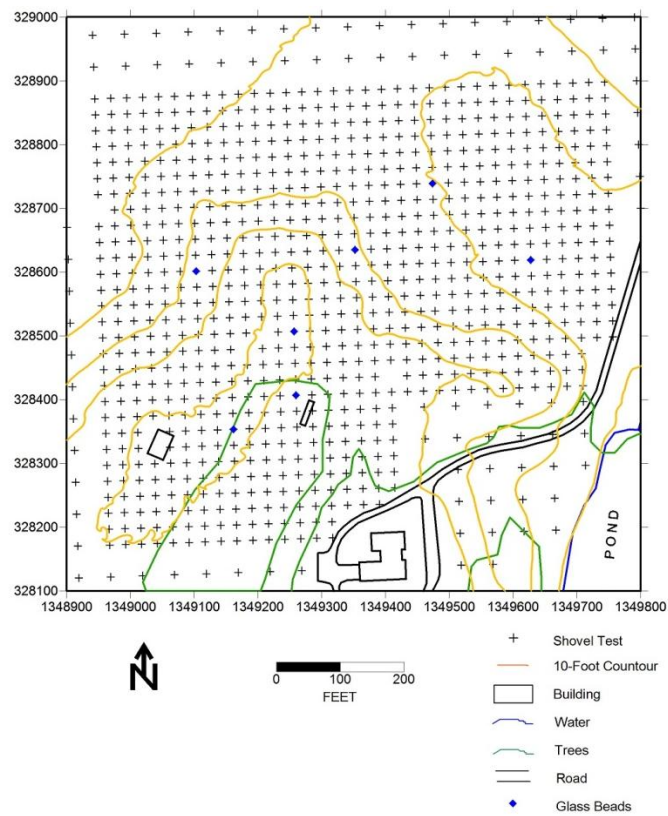 329000
328900
328800
328700
328600
328500
328400
328300
328200
328100
1348900 1349000 1349100 1349200 1349300 1349400 1349500 1349600 1349700 1349800
POND
N
0 100 200
FEET
Shovel Test
10-Foot Countour
Building
Water
Trees
Road
Glass Beads